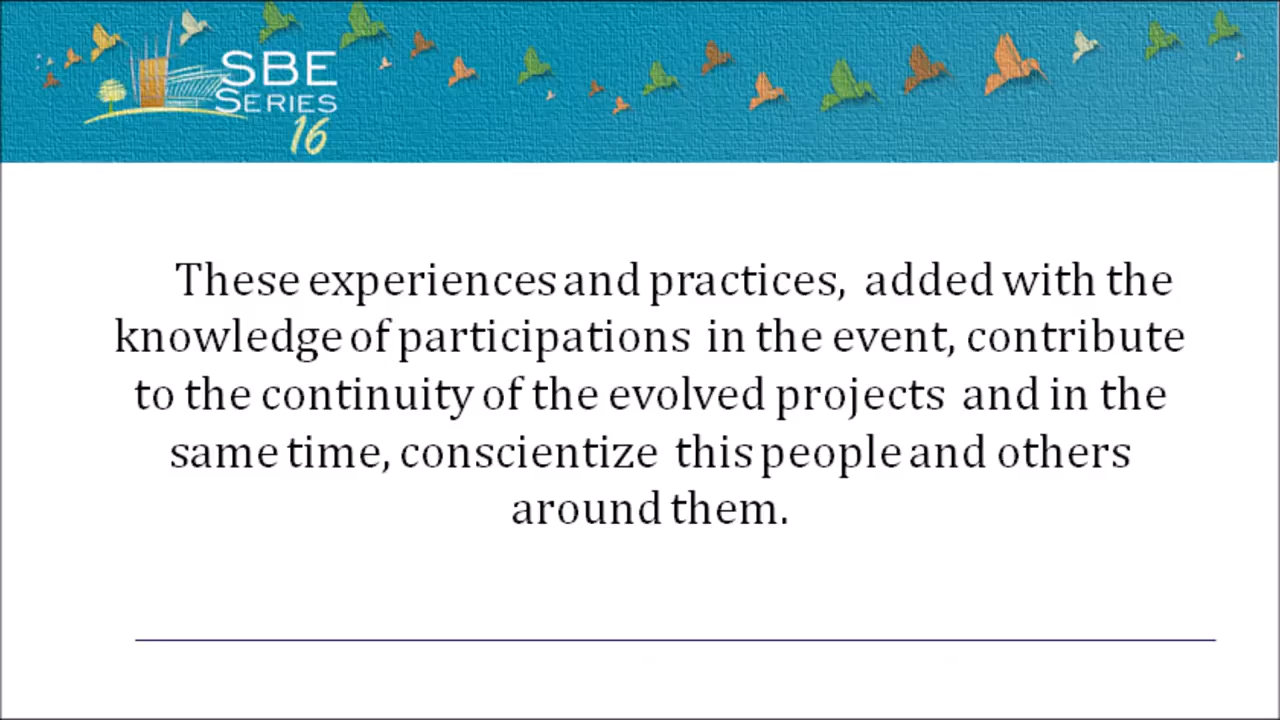 SBE
SERIES
16
These experiences and practices, added with the
knowledge of participations in the event, contribute
to the continuity of the evolved projects and in the
same time, conscientize this people and others
around them.